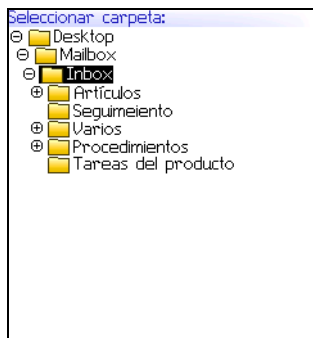 Seleccionar carpeta:
Desktop
Mailbox
Inbox
Artículos
Seguimeiento
Varios
Procedimientos
Tareas del producto